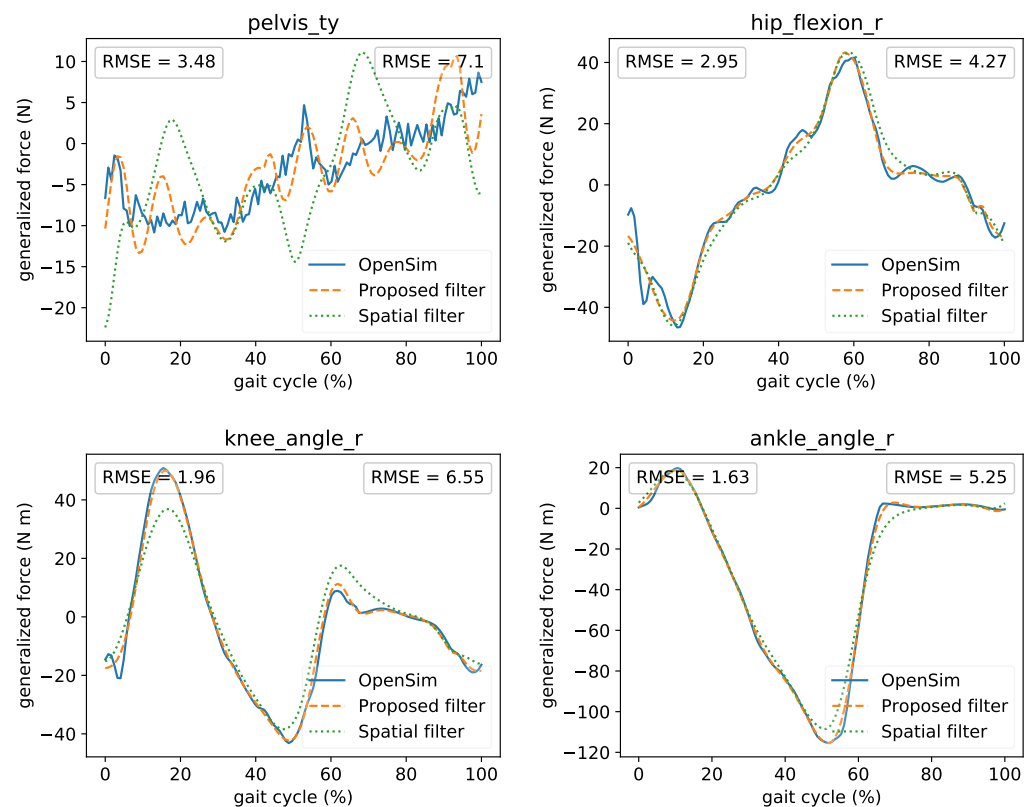 pelvis_ty
RMSE = 3.48
RMSE = 7.1
10
5
0
−5
−10
−15
−20
generalized force (N)
OpenSim
Proposed filter
Spatial filter
0 20 40 60 80 100
gait cycle (%)
hip_flexion_r
RMSE = 2.95
RMSE = 4.27
40
20
0
−20
−40
generalized force (N m)
OpenSim
Proposed filter
Spatial filter
0 20 40 60 80 100
gait cycle (%)
knee_angle_r
RMSE = 1.96
RMSE = 6.55
40
20
0
−20
−40
generalized force (N m)
OpenSim
Proposed filter
Spatial filter
0 20 40 60 80 100
gait cycle (%)
ankle_angle_r
RMSE = 1.63
RMSE = 5.25
20
0
−20
−40
−60
−80
−100
−120
generalized force (N m)
OpenSim
Proposed filter
Spatial filter
0 20 40 60 80 100
gait cycle (%)